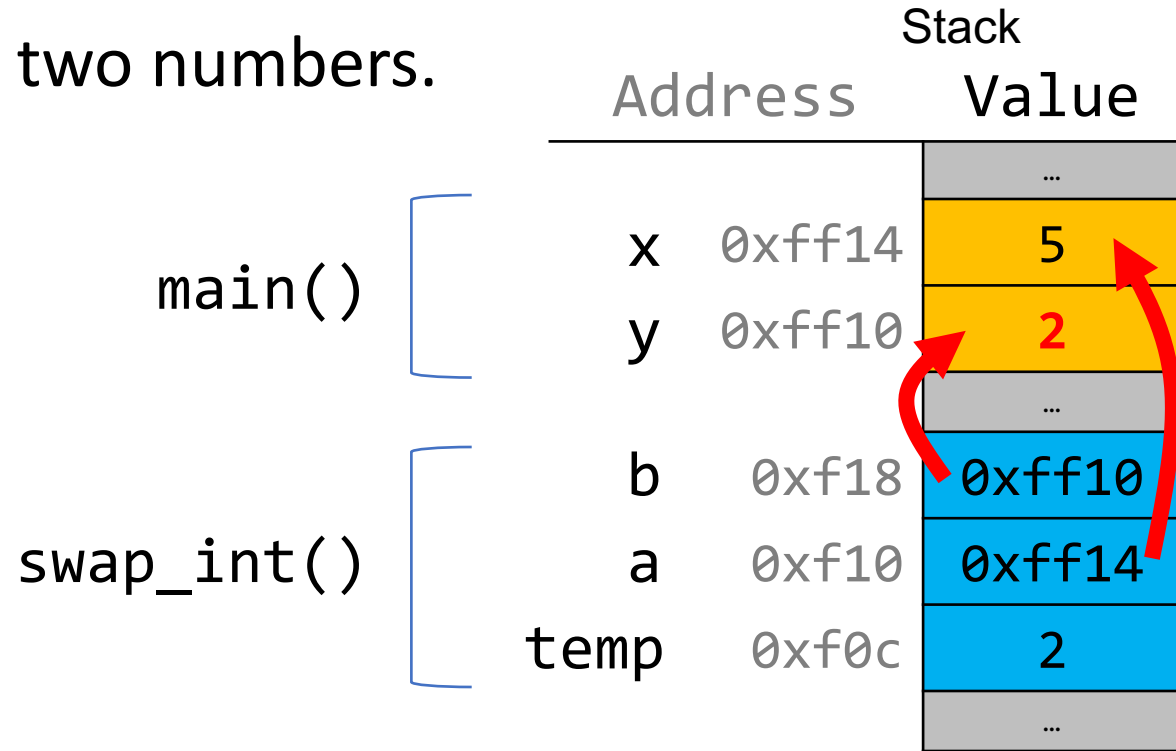 Stack
two numbers.
Address Value
…
x 0xff14 5
main()
y 0xff10 2
…
b 0xf18 0xff10
swap_int() a 0xf10 0xff14
temp 0xf0c 2
…